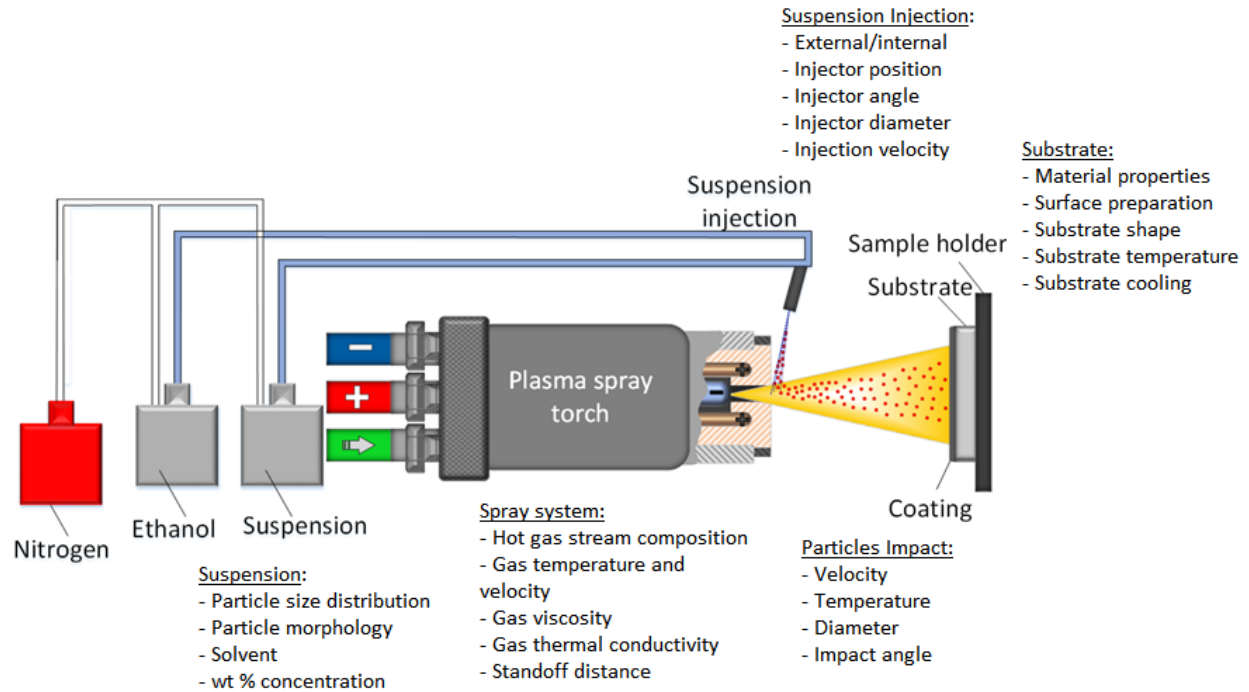 Suspension Injection:
- External/internal
- Injector position
- Injector angle
- Injector diameter
- Injection velocity
Substrate:
- Material properties
- Surface preparation
- Substrate shape
- Substrate temperature
- Substrate cooling
Suspension
injection
Sample holder
Substrate
Plasma spray
torch
Coating
Nitrogen
Ethanol
Suspension
Suspension:
- Particle size distribution
- Particle morphology
- Solvent
- wt % concentration
Spray system:
- Hot gas stream composition
- Gas temperature and
velocity
- Gas viscosity
- Gas thermal conductivity
- Standoff distance
Particles Impact:
- Velocity
- Temperature
- Diameter
- Impact angle